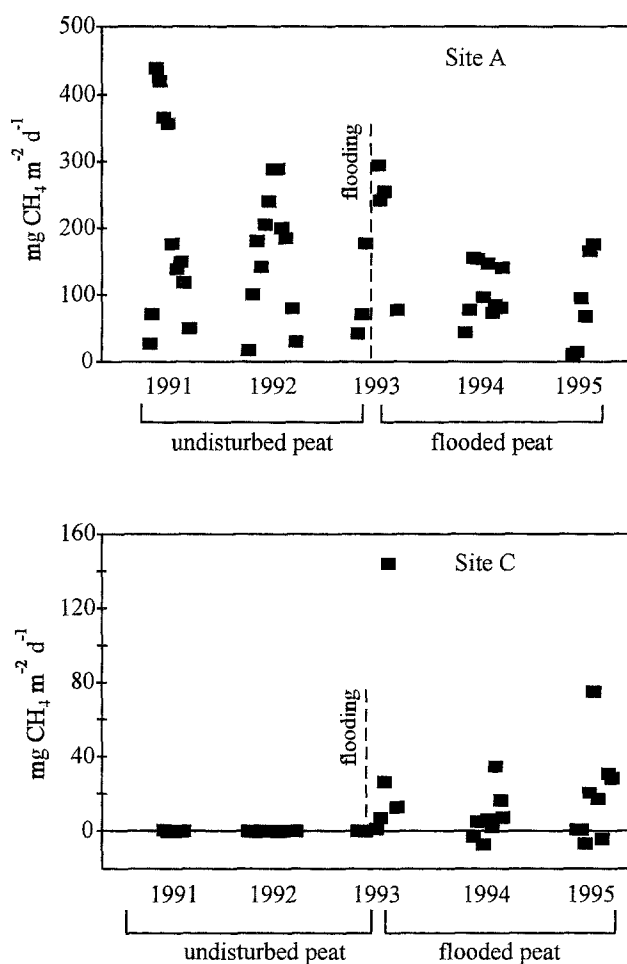 500
Site A
400
mg CH₄ m⁻² d⁻¹
300
flooding
200
100
0
1991 1992 1993 1994 1995
undisturbed peat flooded peat
160
Site C
120
mg CH₄ m⁻² d⁻¹
80
flooding
40
0
1991 1992 1993 1994 1995
undisturbed peat flooded peat